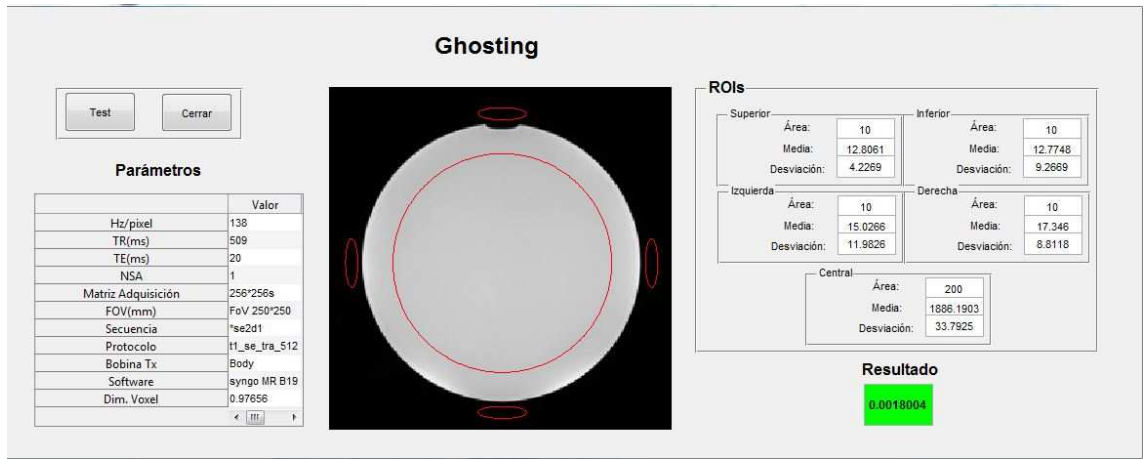 Ghosting
Test
Cerrar
Parámetros
Valor
Hz/pixel 138
TR(ms) 509
TE(ms) 20
NSA 1
Matriz Adquisición 256*256s
FOV(mm) FoV 250*250
Secuencia *se2d1
Protocolo t1_se_tra_512
Bobina Tx Body
Software syngo MR B19
Dim. Voxel 0.97656
ROIs
Superior
Área: 10
Media: 12.8061
Desviación: 4.2269
Inferior
Área: 10
Media: 12.7748
Desviación: 9.2669
Izquierda
Área: 10
Media: 15.0266
Desviación: 11.9826
Derecha
Área: 10
Media: 17.346
Desviación: 8.8118
Central
Área: 200
Media: 1886.1903
Desviación: 33.7925
Resultado
0.0018004